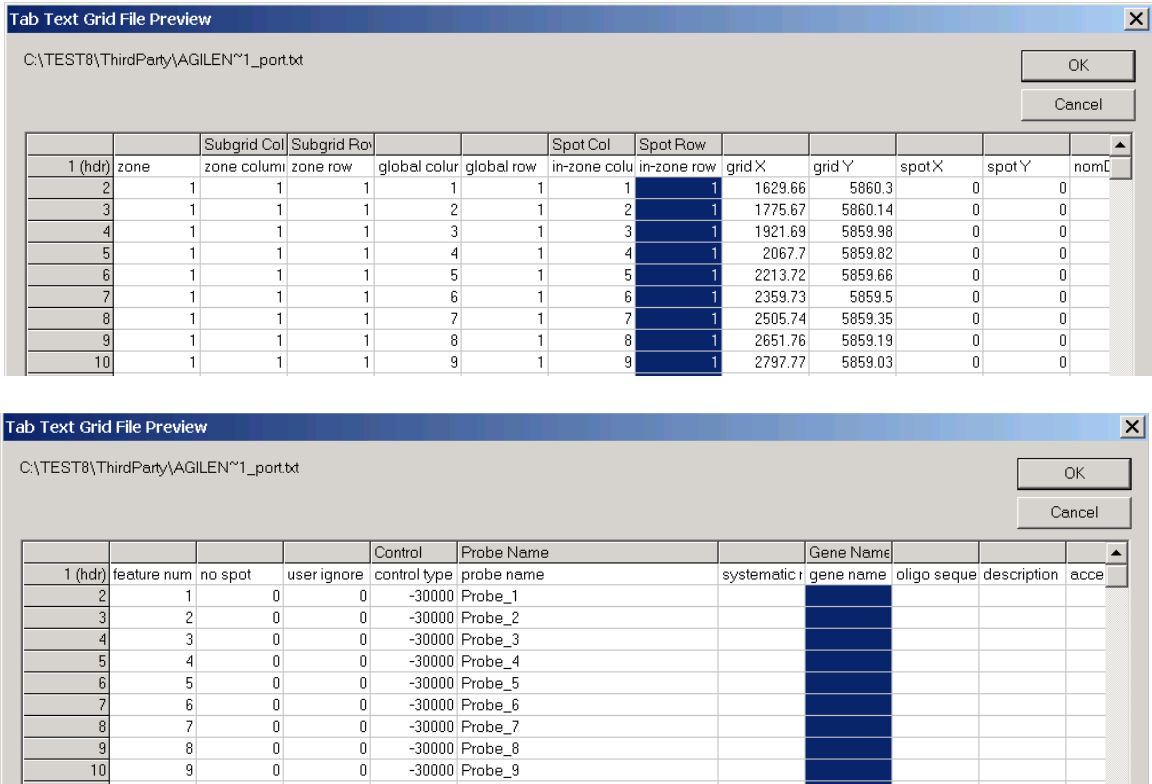 Tab Text Grid File Preview
C:\TEST8\ThirdParty\AGILEN~1_port.txt
OK
Cancel
Subgrid Col Subgrid Rov Spot Col Spot Row
1 (hdr) zone zone colum zone row global colur global row in-zone colu in-zone row grid X grid Y spot X spot Y nomD
2 1 1 1 1 1 1 1 1629.66 5860.3 0 0
3 1 1 1 2 1 2 1 1775.67 5860.14 0 0
4 1 1 1 3 1 3 1 1921.69 5859.98 0 0
5 1 1 1 4 1 4 1 2067.7 5859.82 0 0
6 1 1 1 5 1 5 1 2213.72 5859.66 0 0
7 1 1 1 6 1 6 1 2359.73 5859.5 0 0
8 1 1 1 7 1 7 1 2505.74 5859.35 0 0
9 1 1 1 8 1 8 1 2651.76 5859.19 0 0
10 1 1 1 9 1 9 1 2797.77 5859.03 0 0
Tab Text Grid File Preview
C:\TEST8\ThirdParty\AGILEN~1_port.txt
OK
Cancel
Control Probe Name Gene Name
1 (hdr) feature num no spot user ignore control type probe name systematic r gene name oligo seque description acce
2 1 0 0 -30000 Probe_1
3 2 0 0 -30000 Probe_2
4 3 0 0 -30000 Probe_3
5 4 0 0 -30000 Probe_4
6 5 0 0 -30000 Probe_5
7 6 0 0 -30000 Probe_6
8 7 0 0 -30000 Probe_7
9 8 0 0 -30000 Probe_8
10 9 0 0 -30000 Probe_9